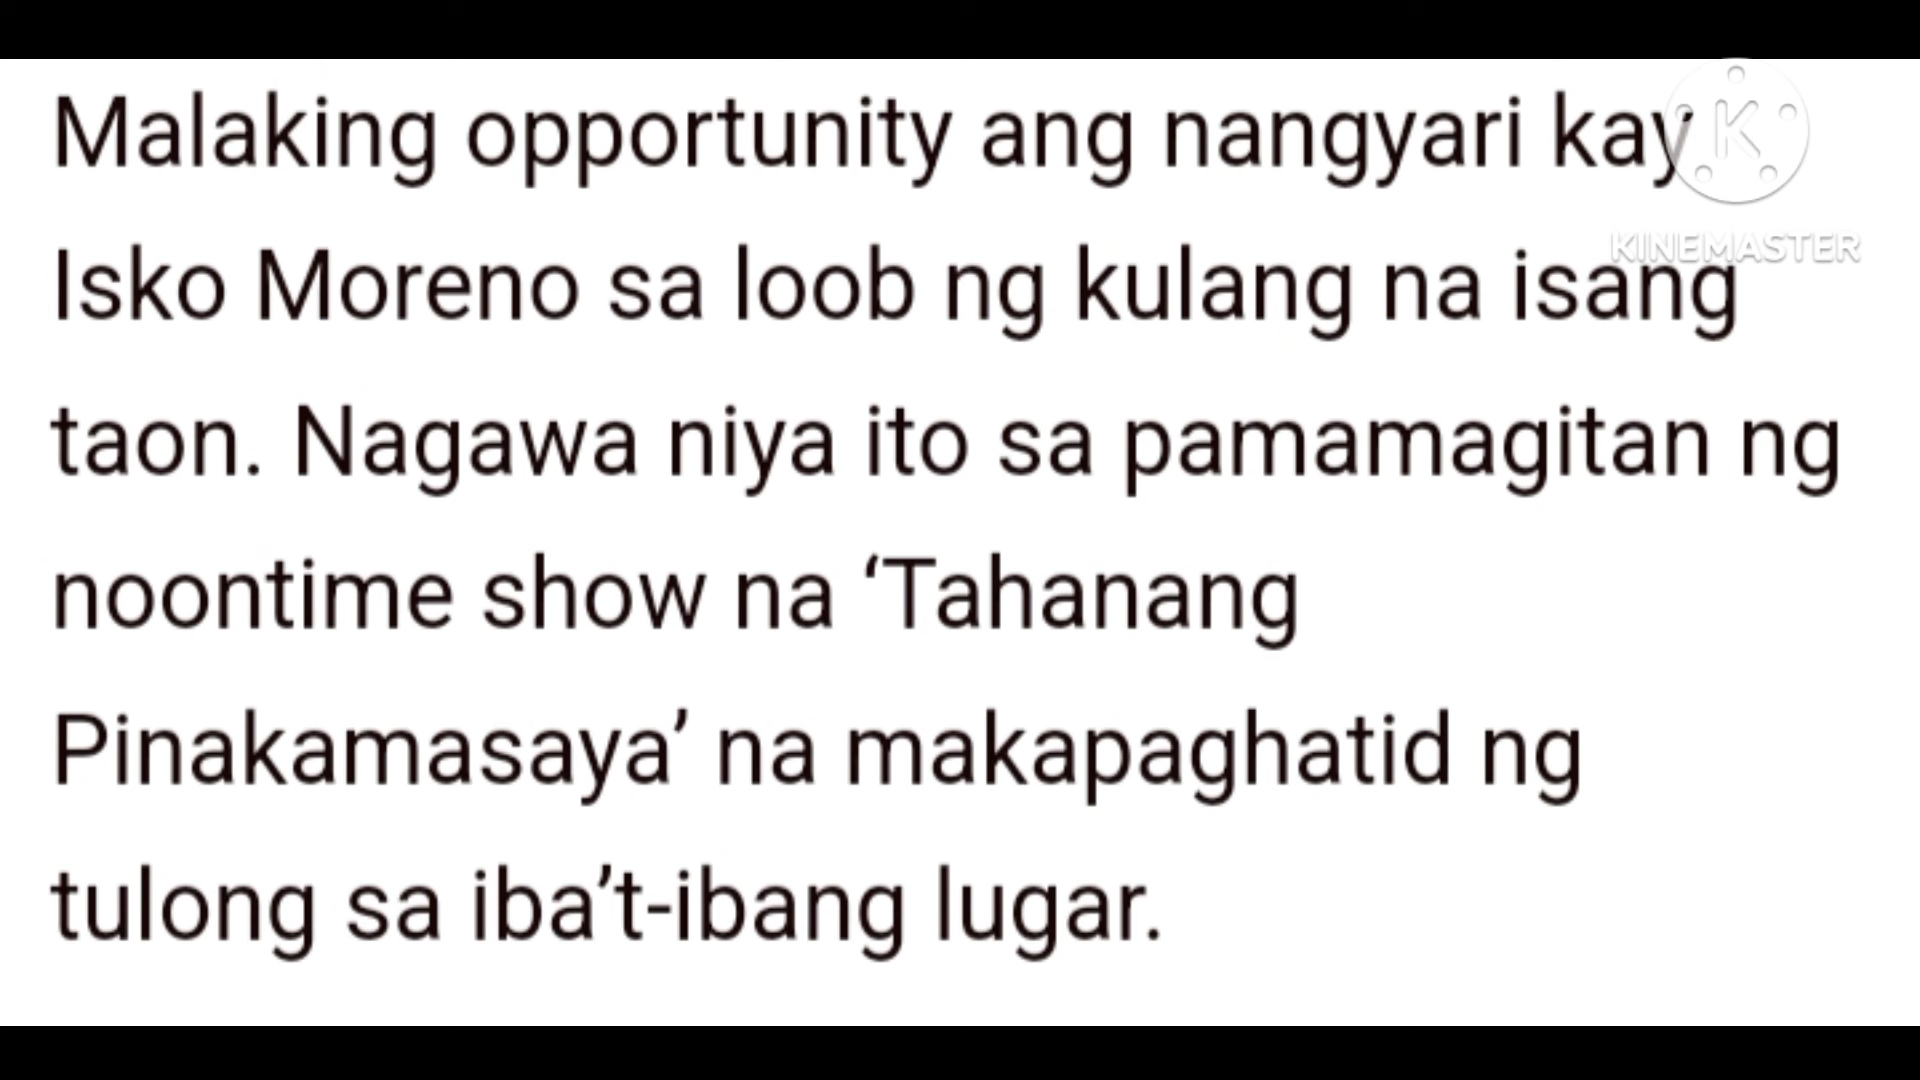 Malaking opportunity ang nangyari kay
Isko Moreno sa loob ng kulang na isang
taon. Nagawa niya ito sa pamamagitan ng
noontime show na ‘Tahanang
Pinakamasaya’ na makapaghatid ng
tulong sa iba’t-ibang lugar.
K
KINEMASTER